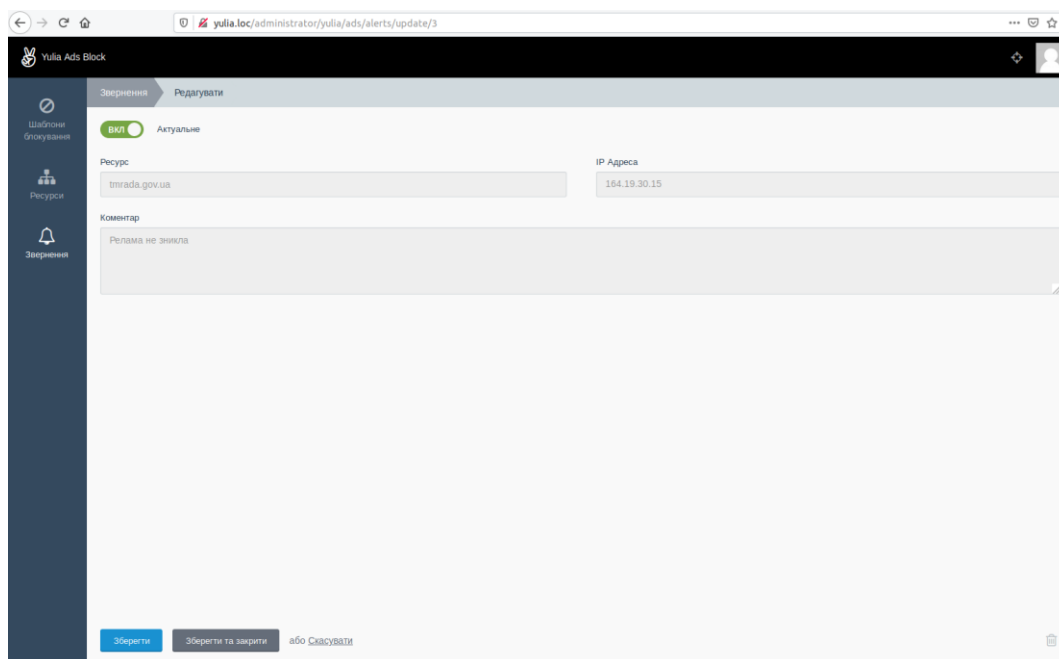 yulia.loc/administrator/yulia/ads/alerts/update/3
Yulia Ads Block
Звернення Редагувати
Шаблони
блокування
Ресурси
Звернення
ВКЛ Актуальне
Ресурс IP Адреса
tmrada.gov.ua 164.19.30.15
Коментар
Релама не зникла
Зберегти Зберегти та закрити або Скасувати